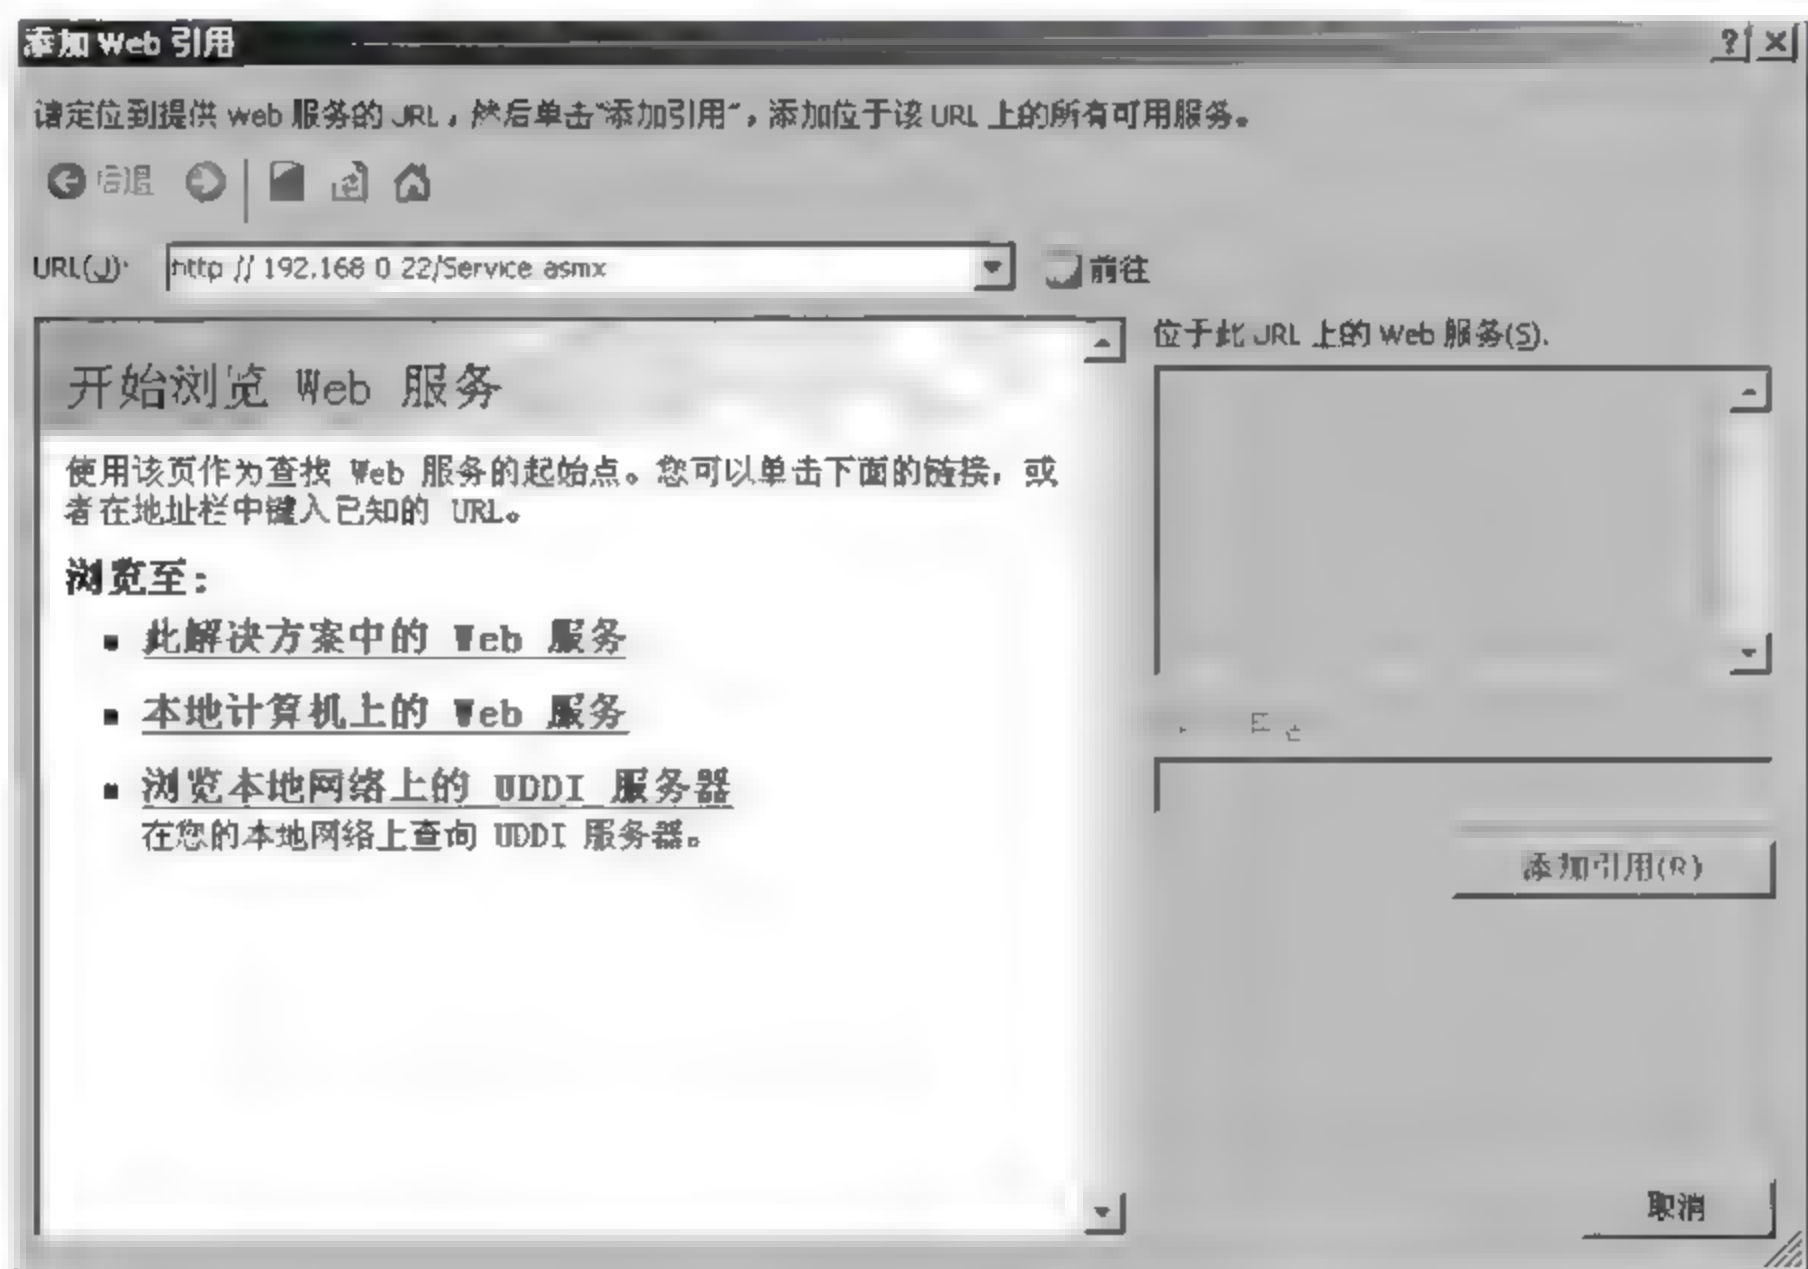 添加 Web 引用
请定位到提供 Web 服务的 URL，然后单击“添加引用”，添加位于该 URL 上的所有可用服务。
后退
URL(U):
http://192.168.0.22/Service.asmx
前往
开始浏览 Web 服务
位于此 URL 上的 Web 服务(S):
使用该页作为查找 Web 服务的起始点。您可以单击下面的链接，或
者在地址栏中键入已知的 URL。
浏览至:
此解决方案中的 Web 服务
本地计算机上的 Web 服务
浏览本地网络上的 UDDI 服务器
在您的本地网络上查询 UDDI 服务器。
添加引用(R)
取消